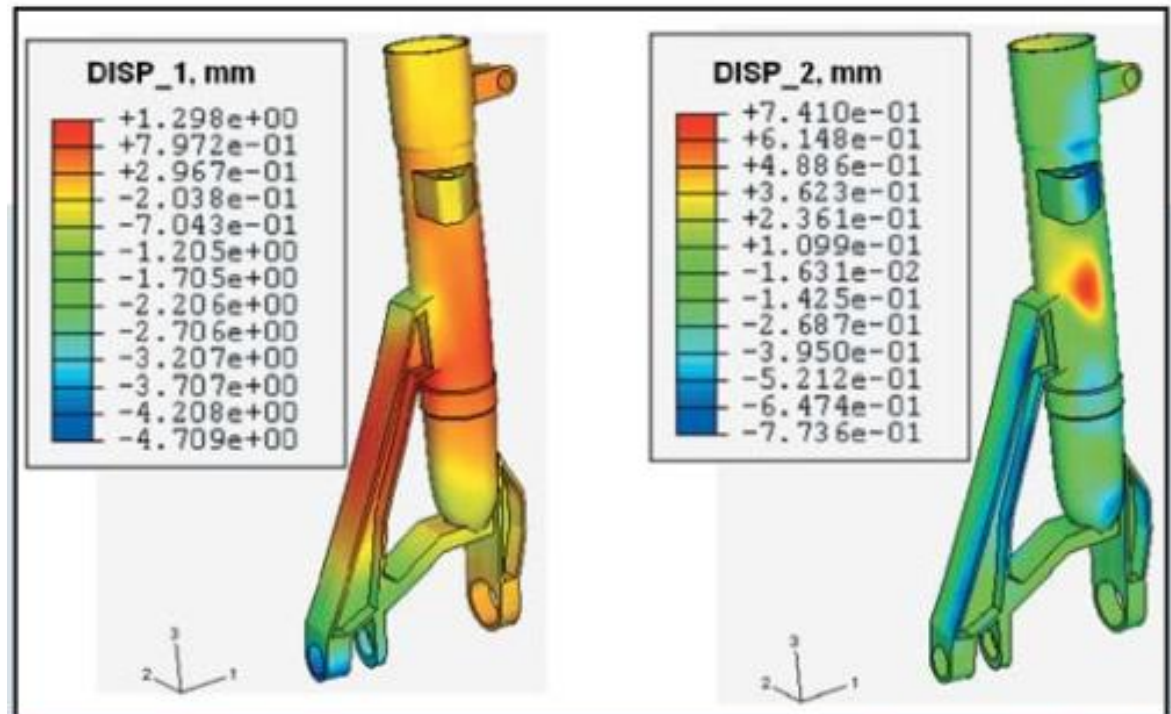 DISP_1, mm
+1.298e+00
+7.972e-01
+2.967e-01
-2.038e-01
-7.043e-01
-1.205e+00
-1.705e+00
-2.206e+00
-2.706e+00
-3.207e+00
-3.707e+00
-4.208e+00
-4.709e+00
3
2
1
DISP_2, mm
+7.410e-01
+6.148e-01
+4.886e-01
+3.623e-01
+2.361e-01
+1.099e-01
-1.631e-02
-1.425e-01
-2.687e-01
-3.950e-01
-5.212e-01
-6.474e-01
-7.736e-01
3
2
1